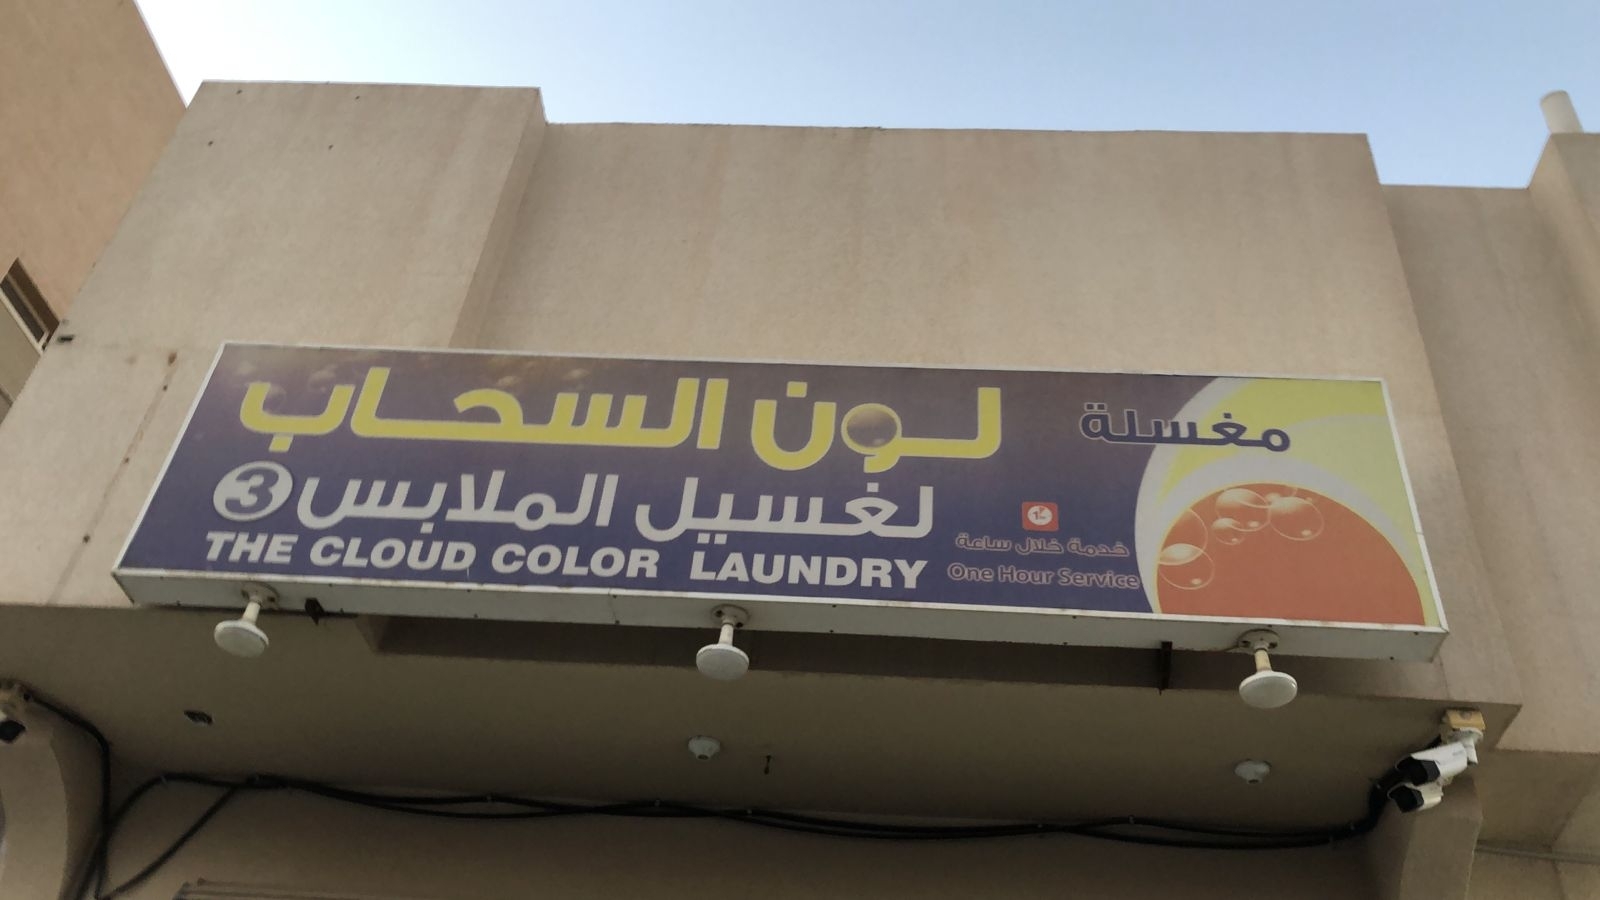 مغسلة
لون السحاب
لغسيل الملابس 3
THE CLOUD COLOR LAUNDRY
خدمة خلال ساعة
One Hour Service